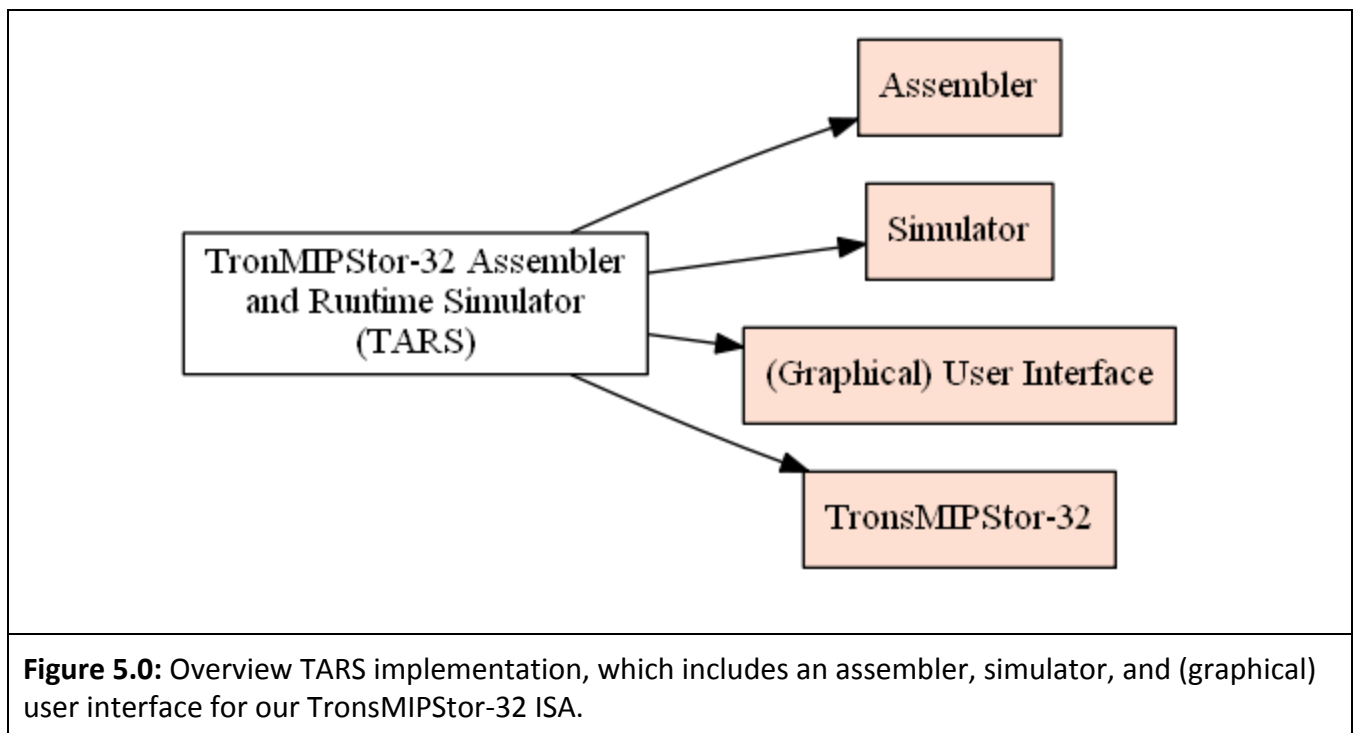 Assembler
Simulator
TronMIPStor-32 Assembler
and Runtime Simulator
(TARS)
(Graphical) User Interface
TronsMIPStor-32
Figure 5.0: Overview TARS implementation, which includes an assembler, simulator, and (graphical)
user interface for our TronsMIPStor-32 ISA.